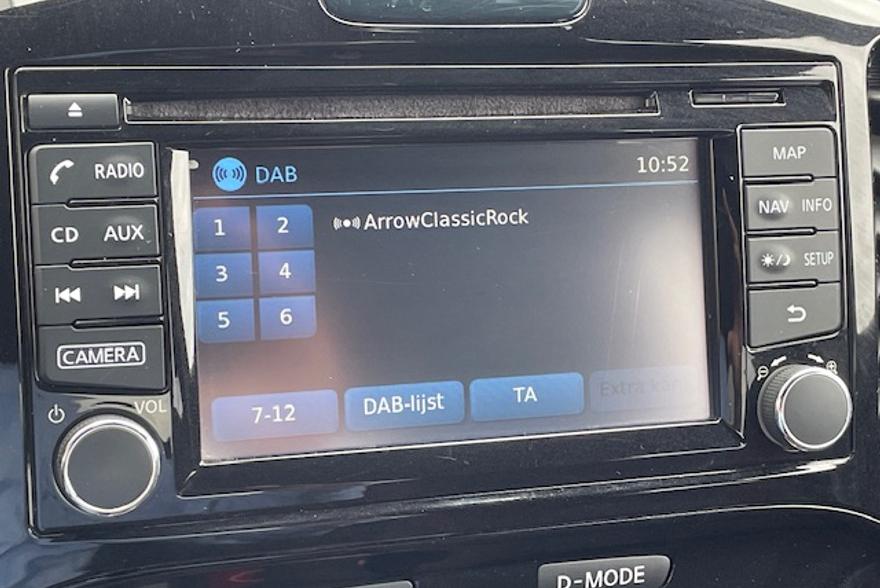 RADIO
CD AUX
CAMERA
VOL
DAB 10:52
1 2
ArrowClassicRock
3 4
5 6
7-12 DAB-lijst TA Extra
MAP
NAV INFO
SETUP
D-MODE